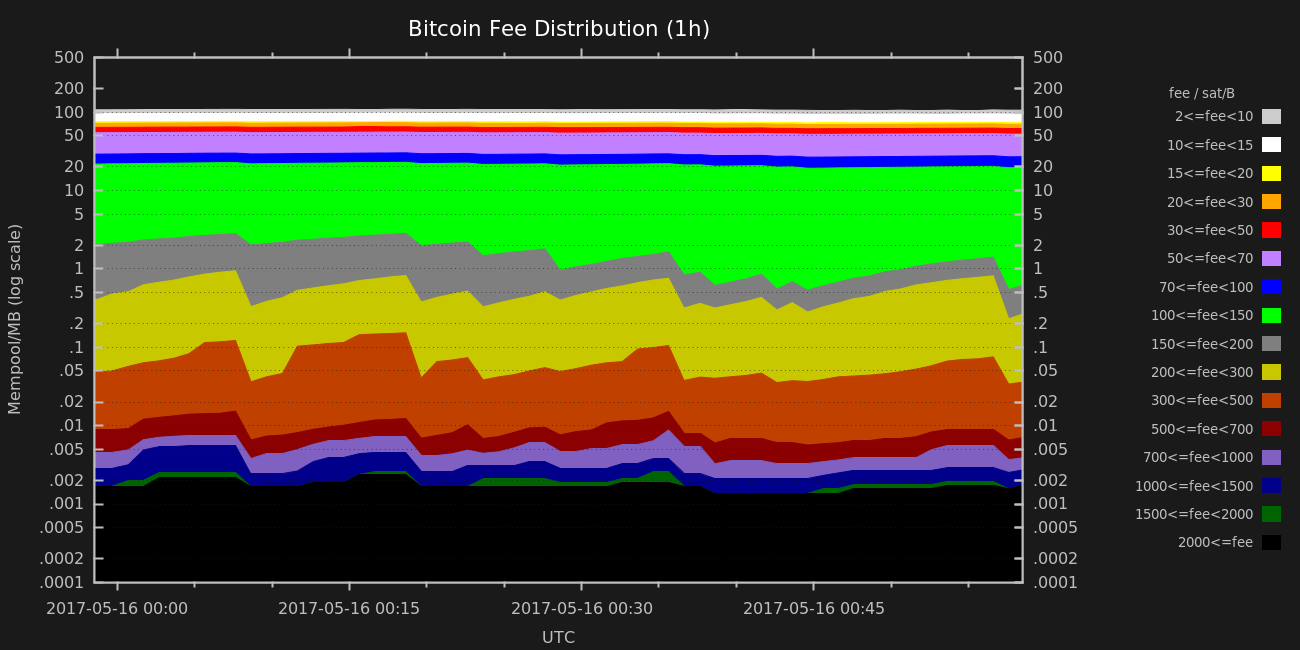 Bitcoin Fee Distribution (1h)
Mempool/MB (log scale)
500
200
100
50
20
10
5
2
1
.5
.2
.1
.05
.02
.01
.005
.002
.001
.0005
.0002
.0001
500
200
100
50
20
10
5
2
1
.5
.2
.1
.05
.02
.01
.005
.002
.001
.0005
.0002
.0001
2017-05-16 00:00 2017-05-16 00:15 2017-05-16 00:30 2017-05-16 00:45
UTC
fee / sat/B
2<=fee<10
10<=fee<15
15<=fee<20
20<=fee<30
30<=fee<50
50<=fee<70
70<=fee<100
100<=fee<150
150<=fee<200
200<=fee<300
300<=fee<500
500<=fee<700
700<=fee<1000
1000<=fee<1500
1500<=fee<2000
2000<=fee